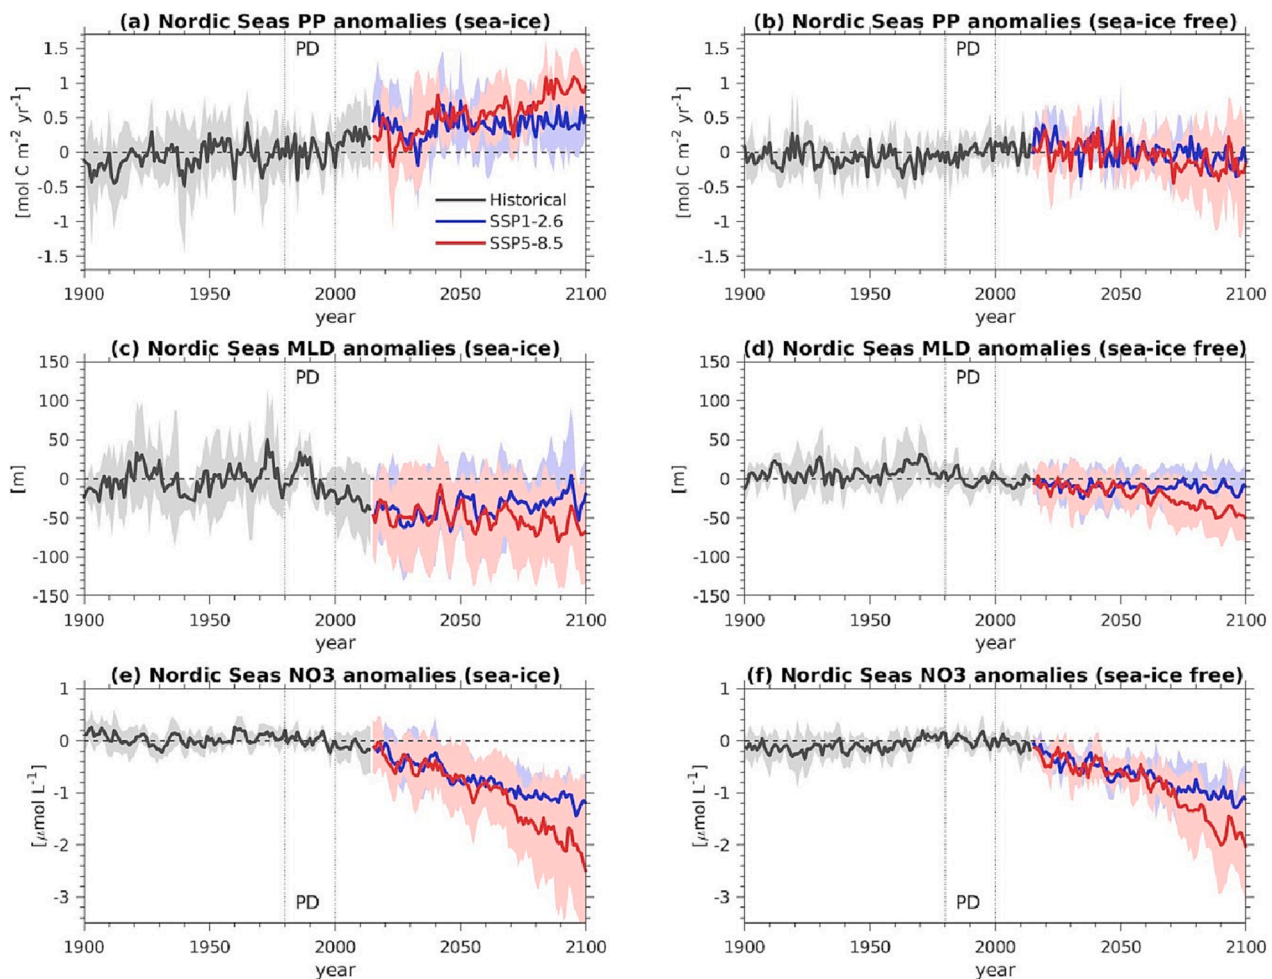 (a) Nordic Seas PP anomalies (sea-ice)
PD
1.5
1
0.5
0
-0.5
-1
-1.5
[mol C m-2 yr-1]
Historical
SSP1-2.6
SSP5-8.5
1900 1950 2000 2050 2100
year
(b) Nordic Seas PP anomalies (sea-ice free)
PD
1.5
1
0.5
0
-0.5
-1
-1.5
[mol C m-2 yr-1]
1900 1950 2000 2050 2100
year
(c) Nordic Seas MLD anomalies (sea-ice)
PD
150
100
50
0
-50
-100
-150
[m]
1900 1950 2000 2050 2100
year
(d) Nordic Seas MLD anomalies (sea-ice free)
PD
150
100
50
0
-50
-100
-150
[m]
1900 1950 2000 2050 2100
year
(e) Nordic Seas NO3 anomalies (sea-ice)
1
0
-1
-2
-3
[μmol L-1]
PD
1900 1950 2000 2050 2100
year
(f) Nordic Seas NO3 anomalies (sea-ice free)
1
0
-1
-2
-3
[μmol L-1]
PD
1900 1950 2000 2050 2100
year